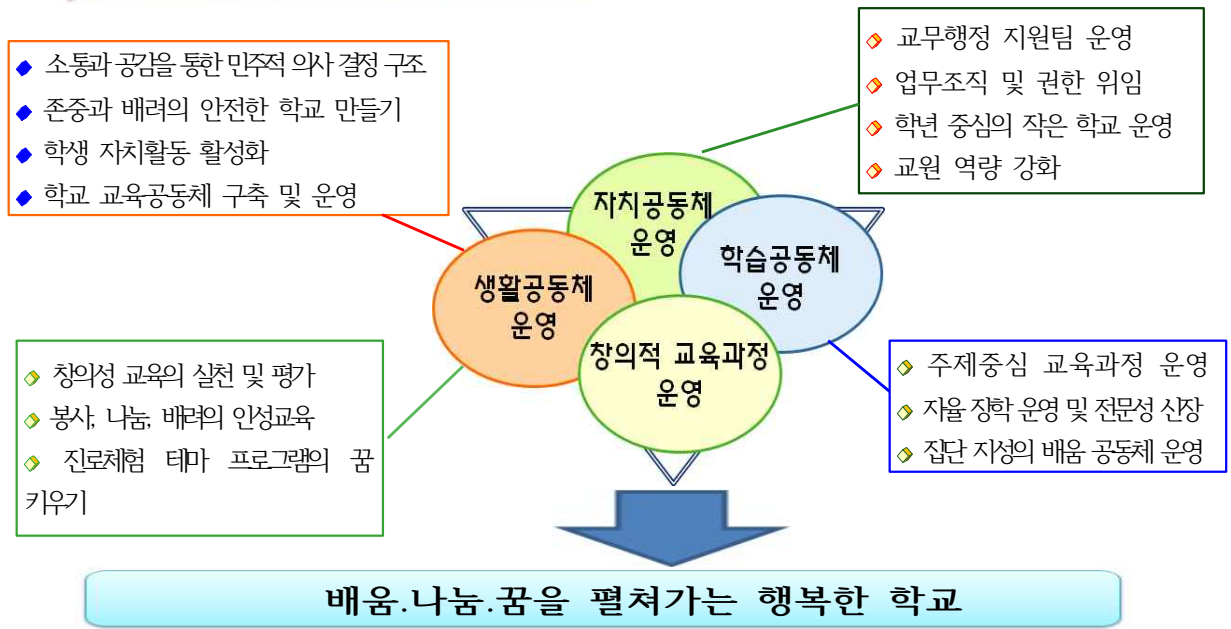 소통과 공감을 통한 민주적 의사 결정 구조
존중과 배려의 안전한 학교 만들기
학생 자치활동 활성화
학교 교육공동체 구축 및 운영
교무행정 지원팀 운영
업무조직 및 권한 위임
학년 중심의 작은 학교 운영
교원 역량 강화
자치공동체
운영
학습공동체
운영
생활공동체
운영
창의적 교육과정
운영
창의성 교육의 실천 및 평가
봉사, 나눔, 배려의 인성교육
진로체험 테마 프로그램의 꿈
키우기
주제중심 교육과정 운영
자율 장학 운영 및 전문성 신장
집단 지성의 배움 공동체 운영
배움.나눔.꿈을 펼쳐가는 행복한 학교